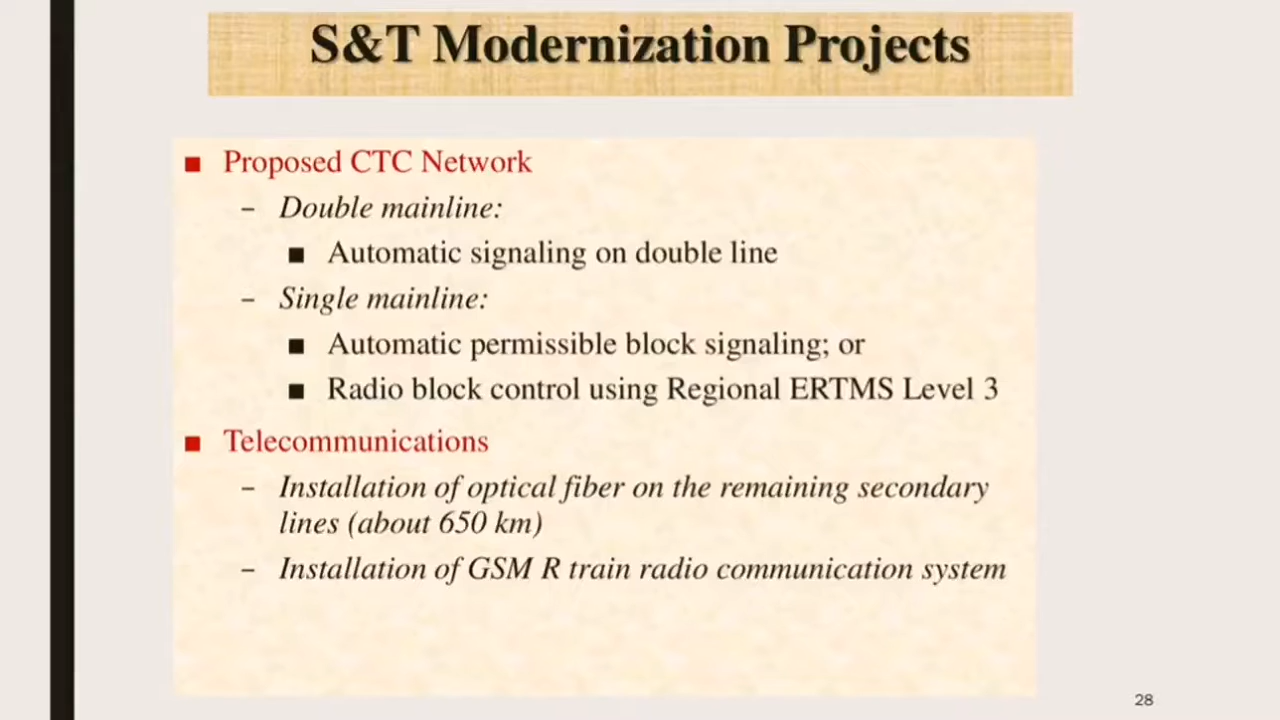 S&T Modernization Projects
■ Proposed CTC Network
– Double mainline:
■ Automatic signaling on double line
– Single mainline:
■ Automatic permissible block signaling; or
■ Radio block control using Regional ERTMS Level 3
■ Telecommunications
– Installation of optical fiber on the remaining secondary
lines (about 650 km)
– Installation of GSM R train radio communication system
28